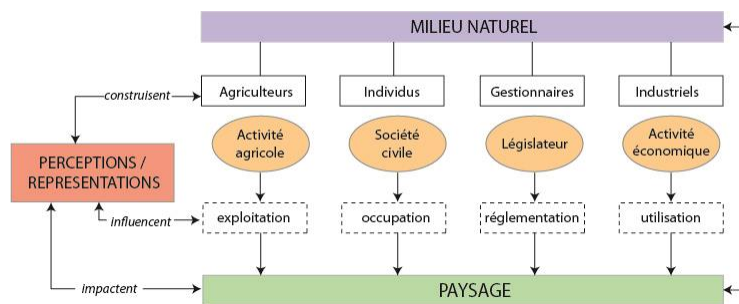 MILIEU NATUREL
construisent
Agriculteurs
Individus
Gestionnaires
Industriels
Activité
agricole
Société
civile
Législateur
Activité
économique
PERCEPTIONS /
REPRESENTATIONS
influencent
exploitation
occupation
réglementation
utilisation
impactent
PAYSAGE